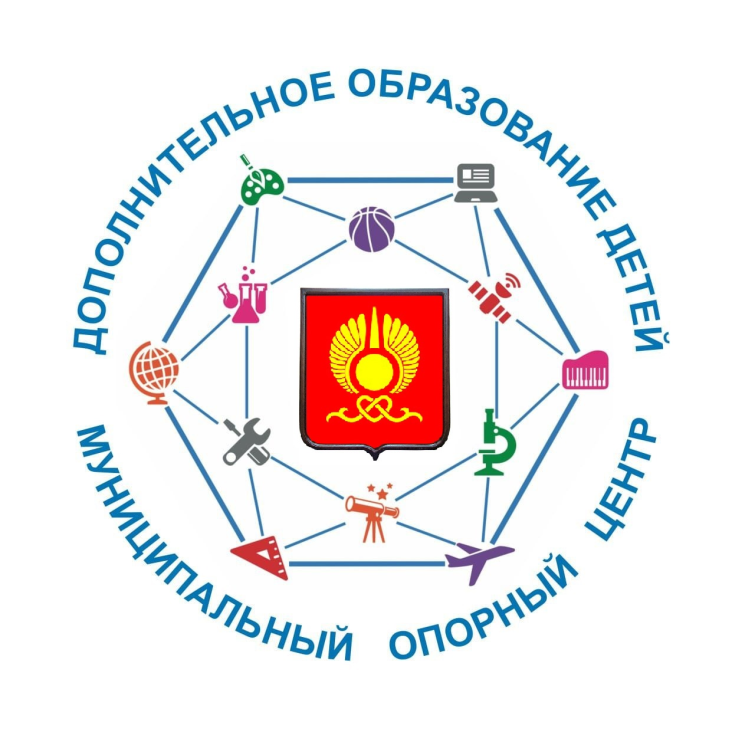 ДОПОЛНИТЕЛЬНОЕ ОБРАЗОВАНИЕ ДЕТЕЙ
МУНИЦИПАЛЬНЫЙ ОПОРНЫЙ ЦЕНТР